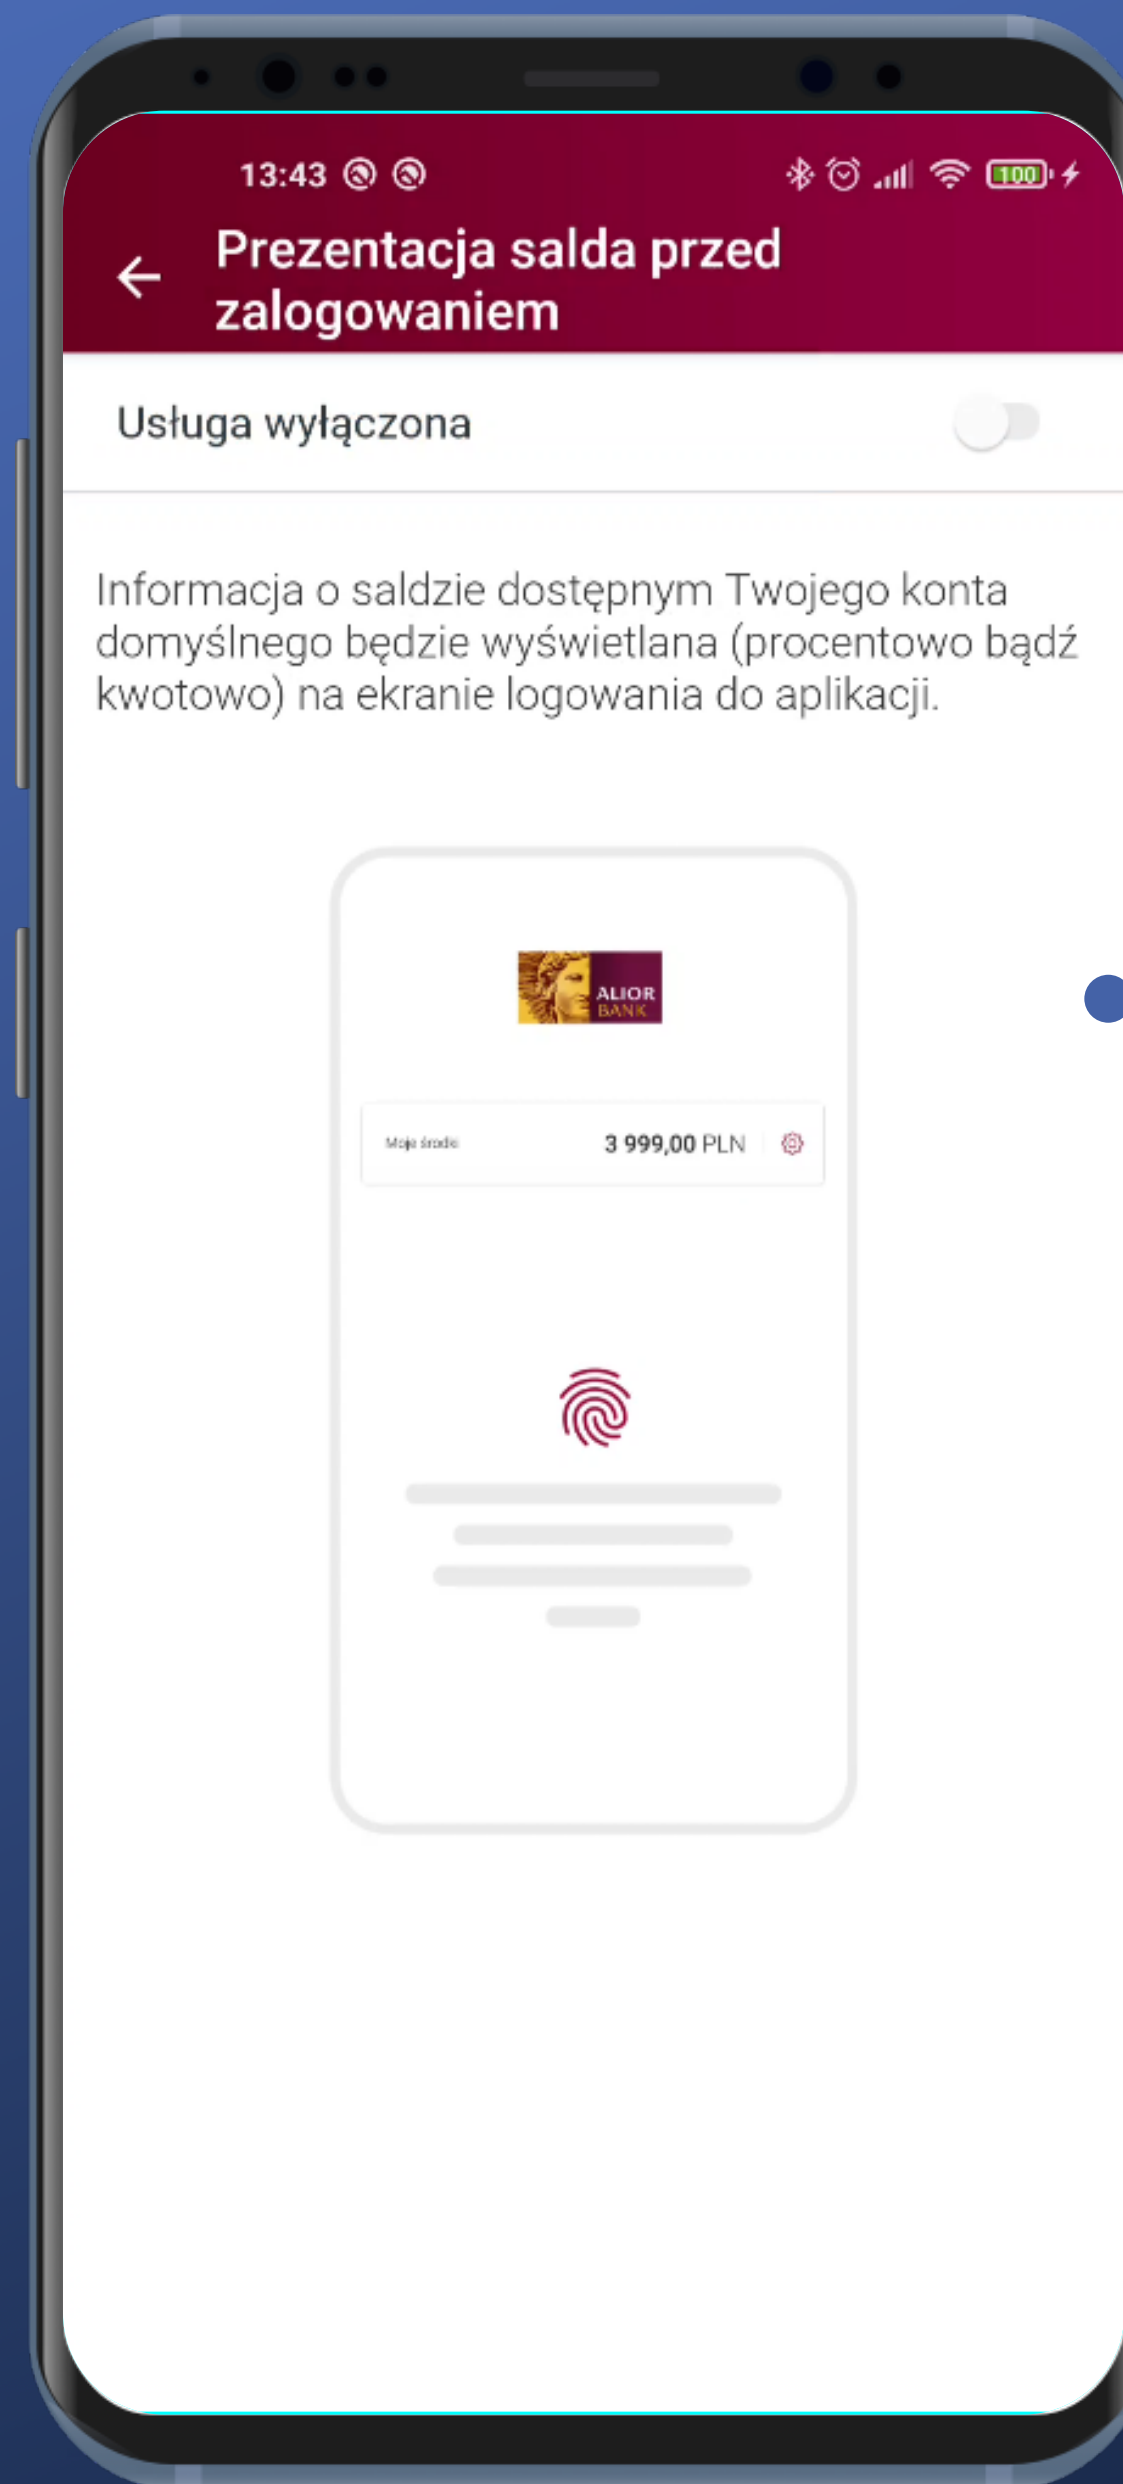 13:43
100
Prezentacja salda przed
zalogowaniem
Usługa wyłączona
Informacja o saldzie dostępnym Twojego konta
domyślnego będzie wyświetlana (procentowo bądź
kwotowo) na ekranie logowania do aplikacji.
ALIOR
BANK
Moje środki 3 999,00 PLN